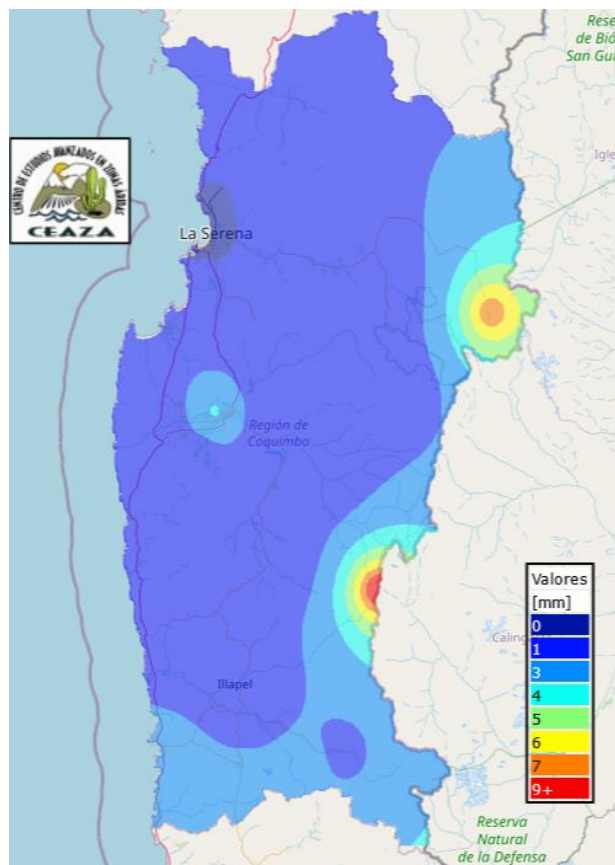 Rese
de Bió
San Gui
CENTRO DE ESTUDIOS AVANZADOS EN ZONAS ÁRIDAS
CEAZA
Igle
La Serena
Región de
Coquimbo
Illapel
Valores
[mm]
0
1
3
4
5
6
7
9+
Caling
Reserva
Natural
de la Defensa